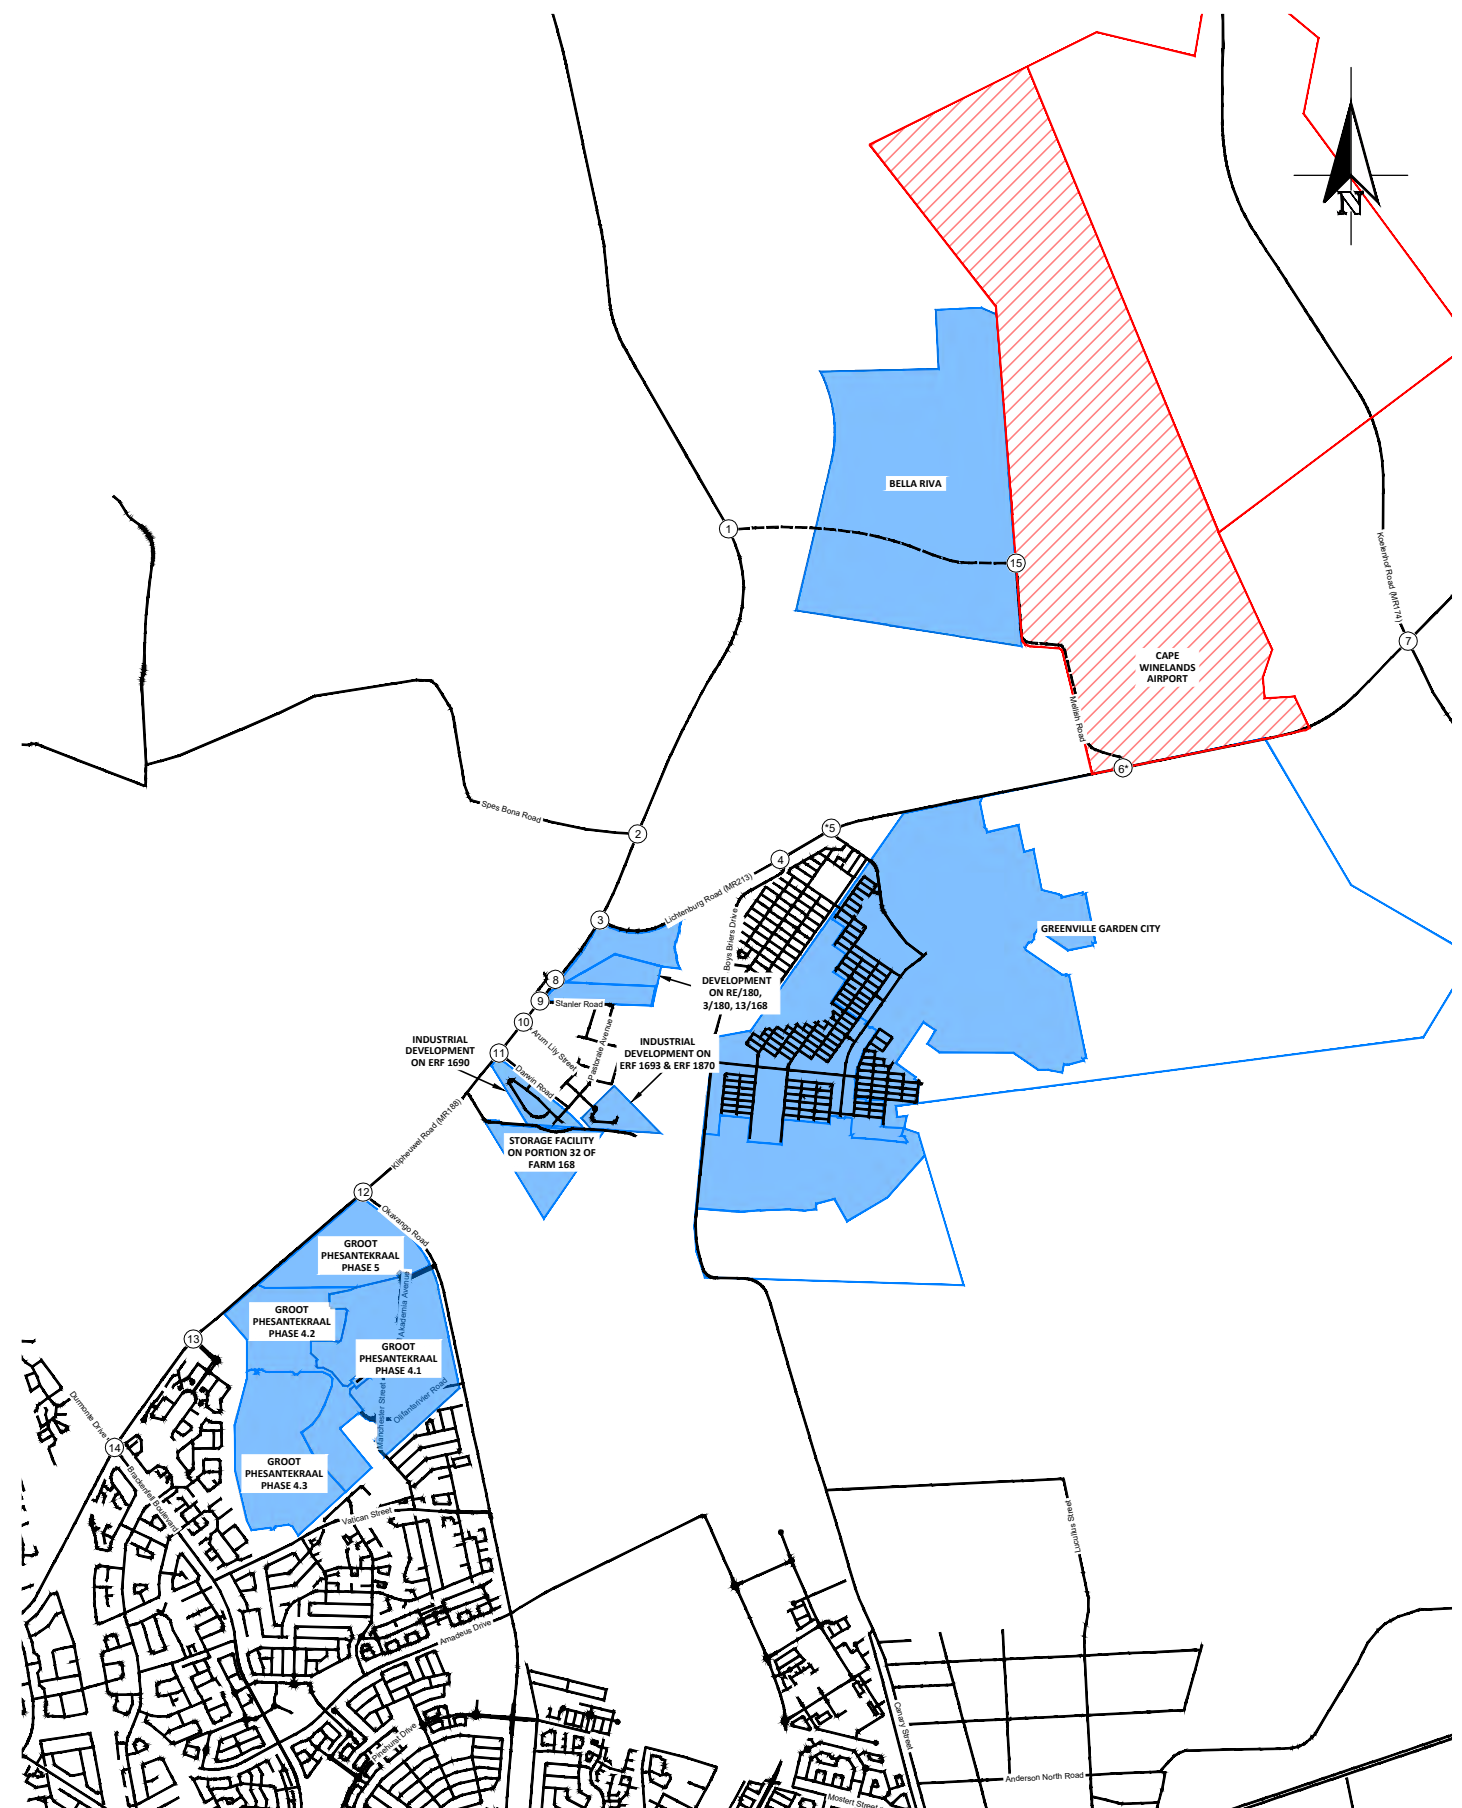 N
BELLA RIVA
1
15
Koelenhof Road (MR174)
7
CAPE
WINELANDS
AIRPORT
Mellish Road
6*
Spes Bona Road
2
*5
4
Lichtenburg Road (MR213)
3
Boys Briers Drive
GREENVILLE GARDEN CITY
8
DEVELOPMENT
ON RE/180,
3/180, 13/168
9
Stanler Road
10
Arum Lily Street
Pastorale Avenue
INDUSTRIAL
DEVELOPMENT
ON ERF 1690
11
INDUSTRIAL
DEVELOPMENT ON
ERF 1693 & ERF 1870
Darwin Road
Klipheuwel Road (MR188)
STORAGE FACILITY
ON PORTION 32 OF
FARM 168
12
Okavango Road
GROOT
PHESANTEKRAAL
PHASE 5
Akademia Avenue
GROOT
PHESANTEKRAAL
PHASE 4.2
13
GROOT
PHESANTEKRAAL
PHASE 4.1
Manchester Street
Olifantsrivier Road
Durmonte Drive
14
GROOT
PHESANTEKRAAL
PHASE 4.3
Brackenfell Boulevard
Vatican Street
Lucullus Street
Amadeus Drive
Pinehurst Drive
Canary Street
Anderson North Road
Mostert Street